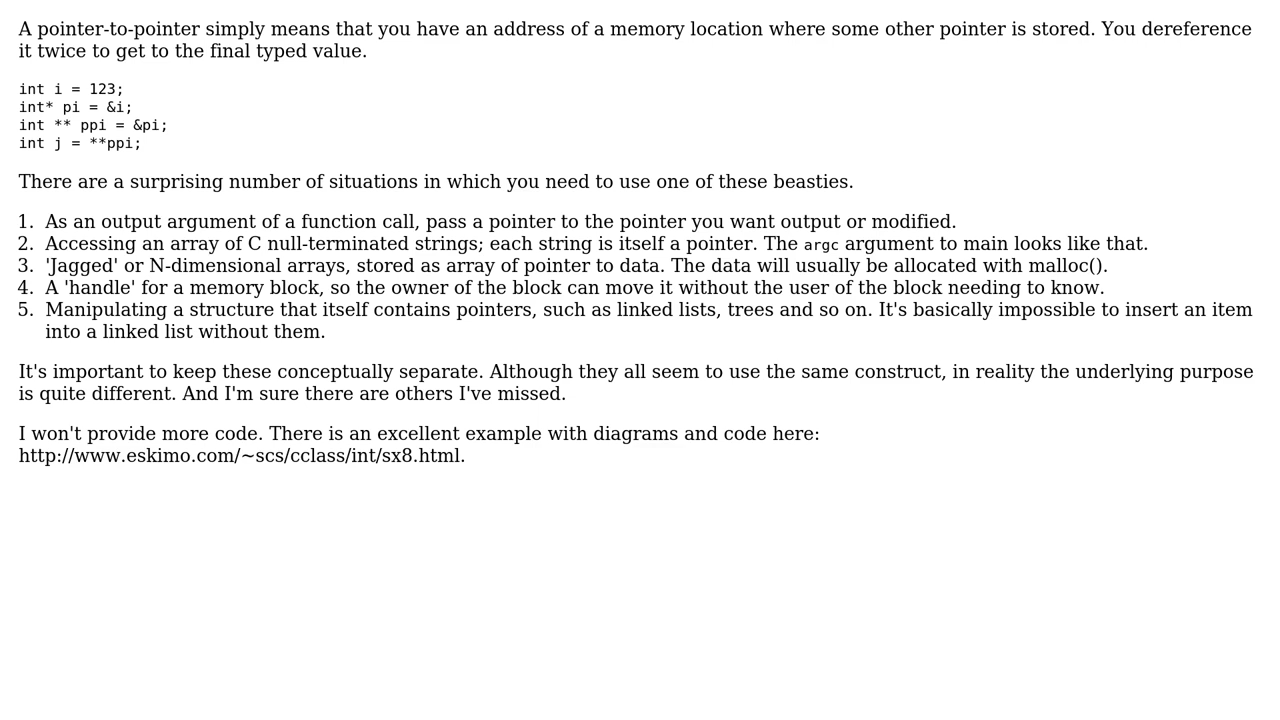 A pointer-to-pointer simply means that you have an address of a memory location where some other pointer is stored. You dereference
it twice to get to the final typed value.
int i = 123;
int* pi = &i;
int ** ppi = &pi;
int j = **ppi;
There are a surprising number of situations in which you need to use one of these beasties.
1. As an output argument of a function call, pass a pointer to the pointer you want output or modified.
2. Accessing an array of C null-terminated strings; each string is itself a pointer. The argc argument to main looks like that.
3. 'Jagged' or N-dimensional arrays, stored as array of pointer to data. The data will usually be allocated with malloc().
4. A 'handle' for a memory block, so the owner of the block can move it without the user of the block needing to know.
5. Manipulating a structure that itself contains pointers, such as linked lists, trees and so on. It's basically impossible to insert an item
into a linked list without them.
It's important to keep these conceptually separate. Although they all seem to use the same construct, in reality the underlying purpose
is quite different. And I'm sure there are others I've missed.
I won't provide more code. There is an excellent example with diagrams and code here:
http://www.eskimo.com/~scs/cclass/int/sx8.html.